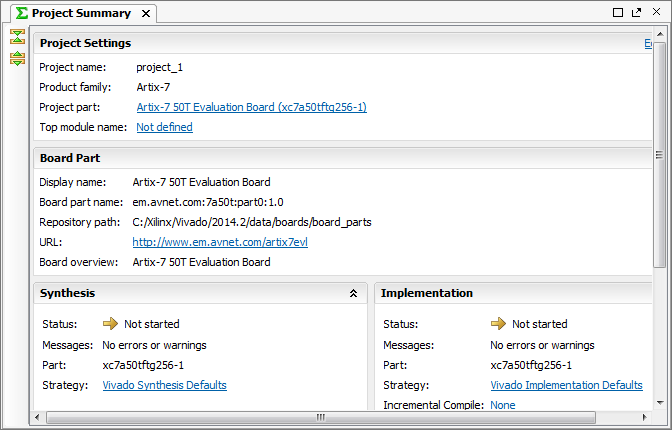 Project Summary
Project Settings
Project name: project_1
Product family: Artix-7
Project part: Artix-7 50T Evaluation Board (xc7a50tftg256-1)
Top module name: Not defined
Board Part
Display name: Artix-7 50T Evaluation Board
Board part name: em.avnet.com:7a50t:part0:1.0
Repository path: C:/Xilinx/Vivado/2014.2/data/boards/board_parts
URL: http://www.em.avnet.com/artix7evl
Board overview: Artix-7 50T Evaluation Board
Synthesis
Status: Not started
Messages: No errors or warnings
Part: xc7a50tftg256-1
Strategy: Vivado Synthesis Defaults
Implementation
Status: Not started
Messages: No errors or warnings
Part: xc7a50tftg256-1
Strategy: Vivado Implementation Defaults
Incremental Compile: None